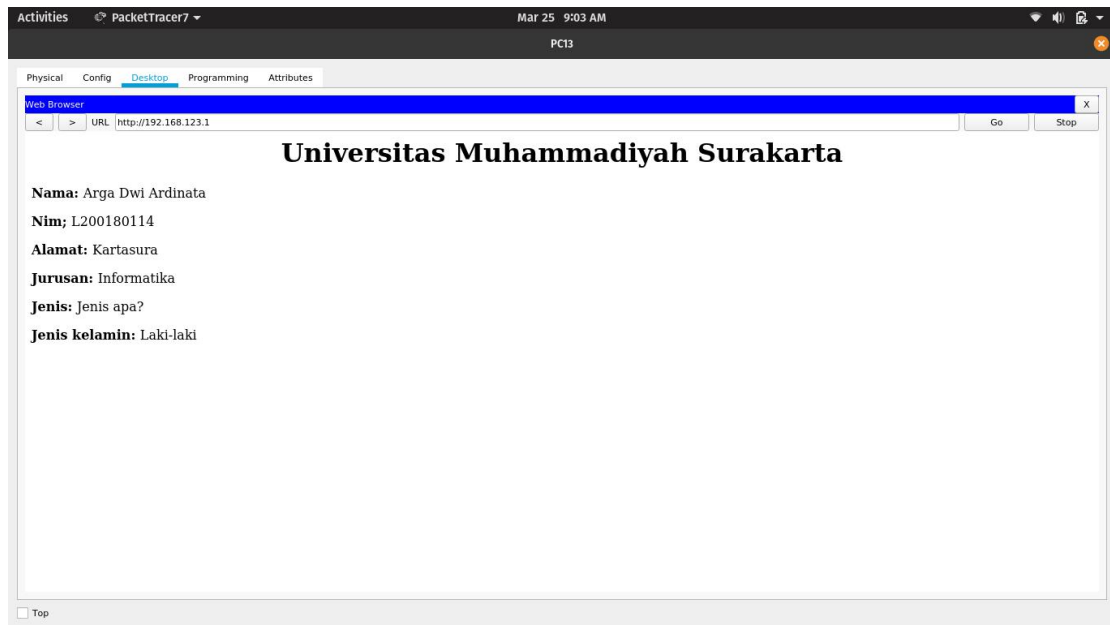 Activities PacketTracer7 Mar 25 9:03 AM
PC13
Physical Config Desktop Programming Attributes
Web Browser X
< > URL http://192.168.123.1 Go Stop
Universitas Muhammadiyah Surakarta
Nama: Arga Dwi Ardinata
Nim; L200180114
Alamat: Kartasura
Jurusan: Informatika
Jenis: Jenis apa?
Jenis kelamin: Laki-laki
Top